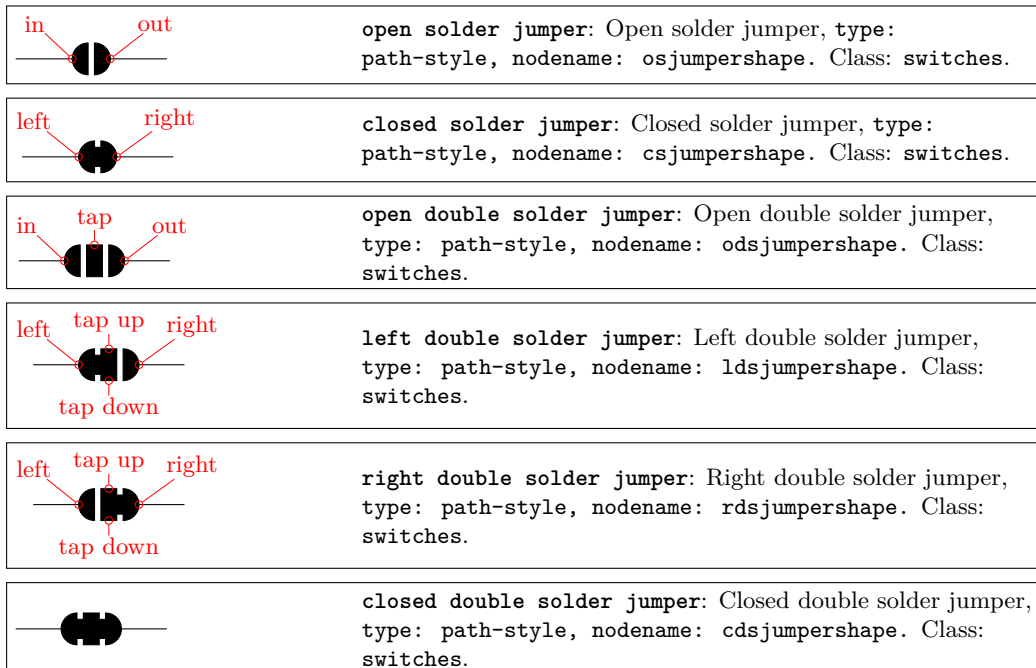 in out
open solder jumper: Open solder jumper, type:
path-style, nodename: osjumpershape. Class: switches.
left right
closed solder jumper: Closed solder jumper, type:
path-style, nodename: csjumpershape. Class: switches.
in tap out
open double solder jumper: Open double solder jumper,
type: path-style, nodename: odsjumpershape. Class:
switches.
left tap up right
tap down
left double solder jumper: Left double solder jumper,
type: path-style, nodename: ldsjumpershape. Class:
switches.
left tap up right
tap down
right double solder jumper: Right double solder jumper,
type: path-style, nodename: rdsjumpershape. Class:
switches.
closed double solder jumper: Closed double solder jumper,
type: path-style, nodename: cdsjumpershape. Class:
switches.